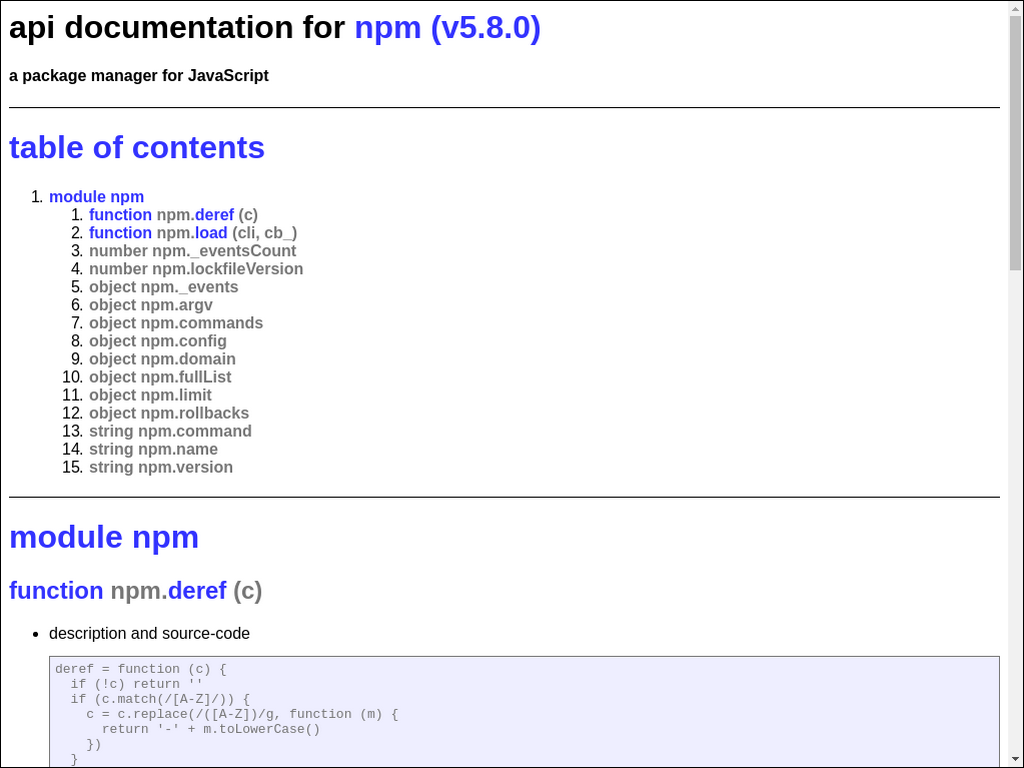 api documentation for npm (v5.8.0)
a package manager for JavaScript
table of contents
1. module npm
1. function npm.deref (c)
2. function npm.load (cli, cb_)
3. number npm._eventsCount
4. number npm.lockfileVersion
5. object npm._events
6. object npm.argv
7. object npm.commands
8. object npm.config
9. object npm.domain
10. object npm.fullList
11. object npm.limit
12. object npm.rollbacks
13. string npm.command
14. string npm.name
15. string npm.version
module npm
function npm.deref (c)
• description and source-code
deref = function (c) {
  if (!c) return ''
  if (c.match(/[A-Z]/)) {
    c = c.replace(/([A-Z])/g, function (m) {
      return '-' + m.toLowerCase()
    })
  }